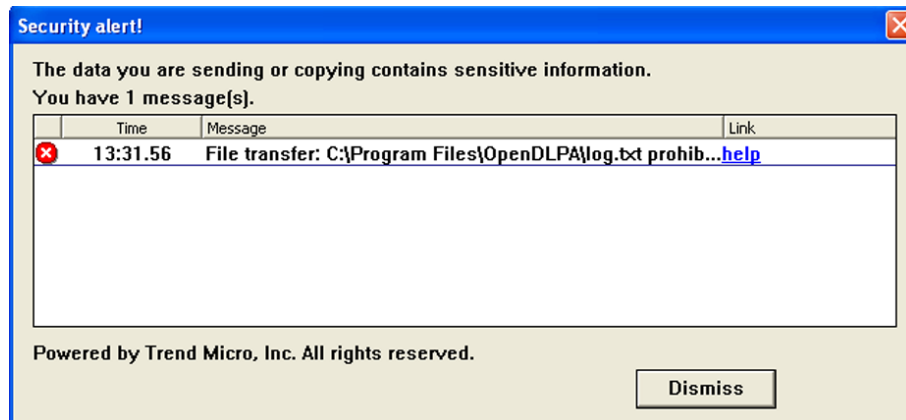 Security alert!
The data you are sending or copying contains sensitive information.
You have 1 message(s).
Time Message Link
13:31.56 File transfer: C:\Program Files\OpenDLPA\log.txt prohib...help
Powered by Trend Micro, Inc. All rights reserved.
Dismiss